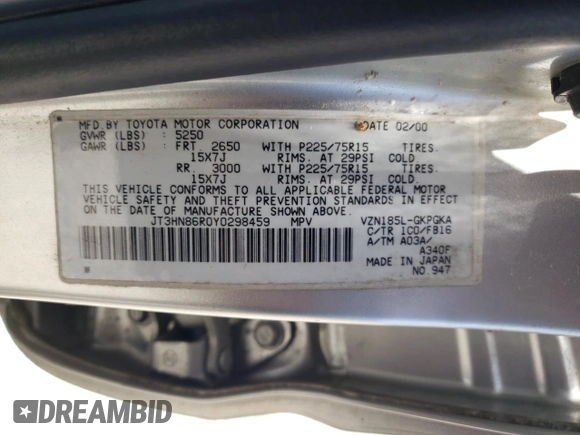 MFD.BY TOYOTA MOTOR CORPORATION DATE 02/00
GVWR (LBS) : 5250
GAWR (LBS) : FRT. 2650 WITH P225/75R15 TIRES.
15X7J RIMS. AT 29PSI COLD
RR. 3000 WITH P225/75R15 TIRES.
15X7J RIMS. AT 29PSI COLD
THIS VEHICLE CONFORMS TO ALL APPLICABLE FEDERAL MOTOR
VEHICLE SAFETY AND THEFT PREVENTION STANDARDS IN EFFECT
ON THE DATE OF MANUFACTURE SHOWN ABOVE.
JT3HN86R0Y0298459 MPV VZN185L-GKPGKA
C/TR 1C0/FB16
A/TM A03A/
A340F
MADE IN JAPAN
NO.947
DREAMBID